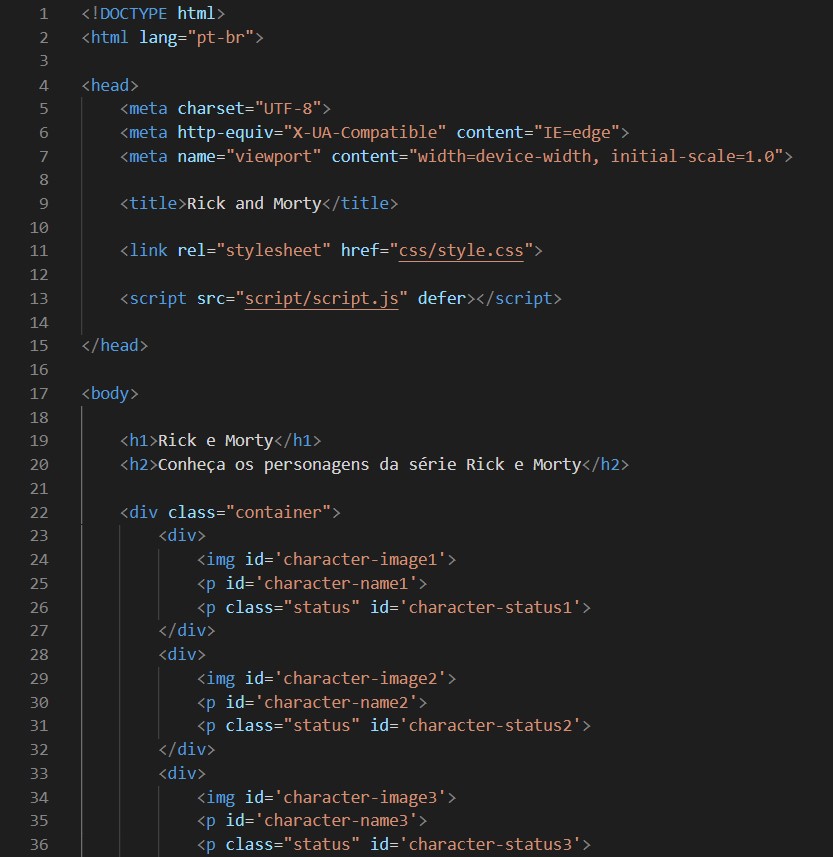 1 <!DOCTYPE html>
2 <html lang="pt-br">
3
4 <head>
5 <meta charset="UTF-8">
6 <meta http-equiv="X-UA-Compatible" content="IE=edge">
7 <meta name="viewport" content="width=device-width, initial-scale=1.0">
8
9 <title>Rick and Morty</title>
10
11 <link rel="stylesheet" href="css/style.css">
12
13 <script src="script/script.js" defer></script>
14
15 </head>
16
17 <body>
18
19 <h1>Rick e Morty</h1>
20 <h2>Conheça os personagens da série Rick e Morty</h2>
21
22 <div class="container">
23 <div>
24 <img id='character-image1'>
25 <p id='character-name1'>
26 <p class="status" id='character-status1'>
27 </div>
28 <div>
29 <img id='character-image2'>
30 <p id='character-name2'>
31 <p class="status" id='character-status2'>
32 </div>
33 <div>
34 <img id='character-image3'>
35 <p id='character-name3'>
36 <p class="status" id='character-status3'>